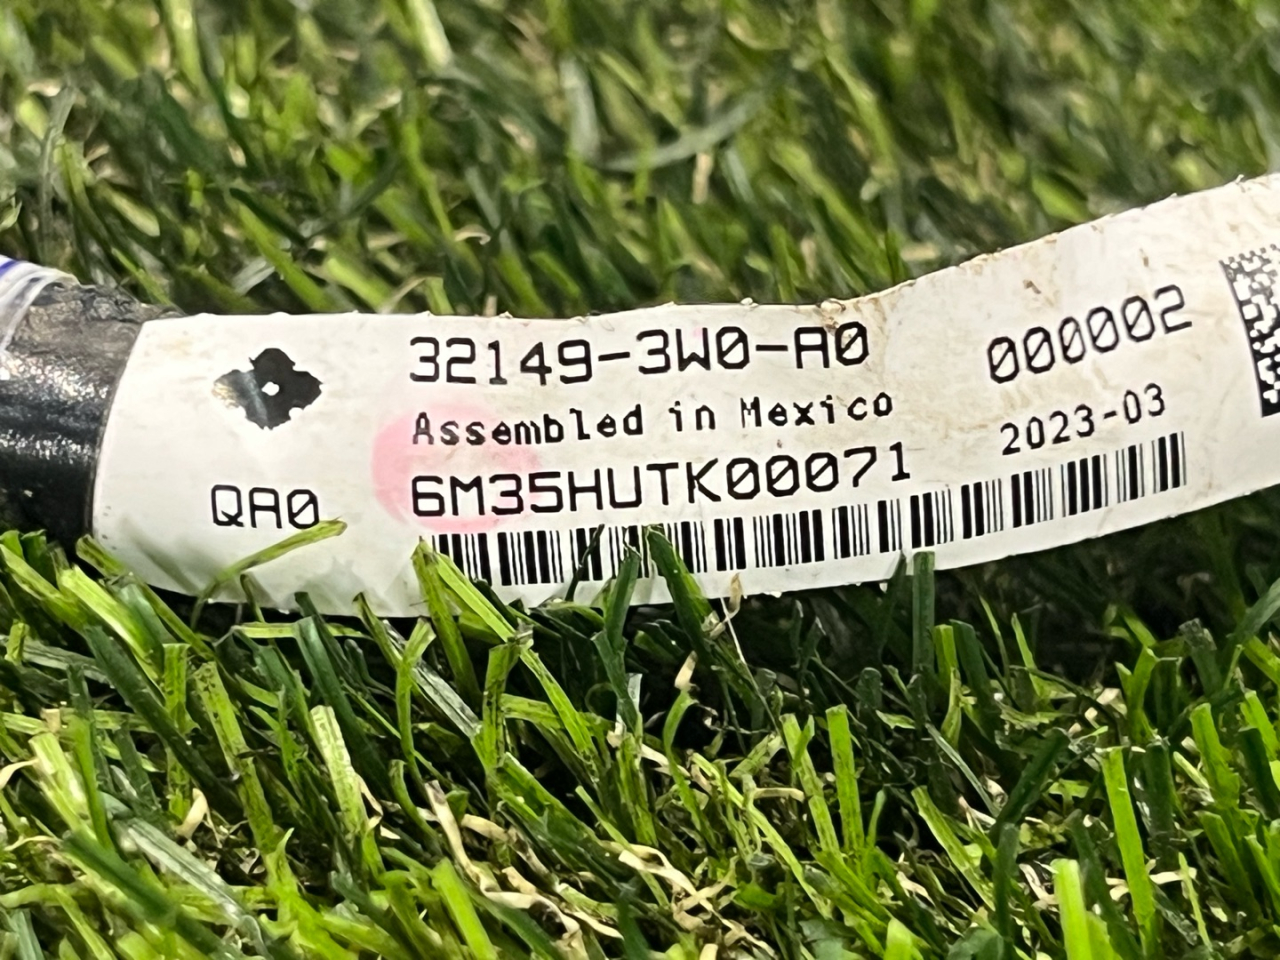 32149-3W0-A0 000002
Assembled in Mexico 2023-03
QA0 6M35HUTK00071